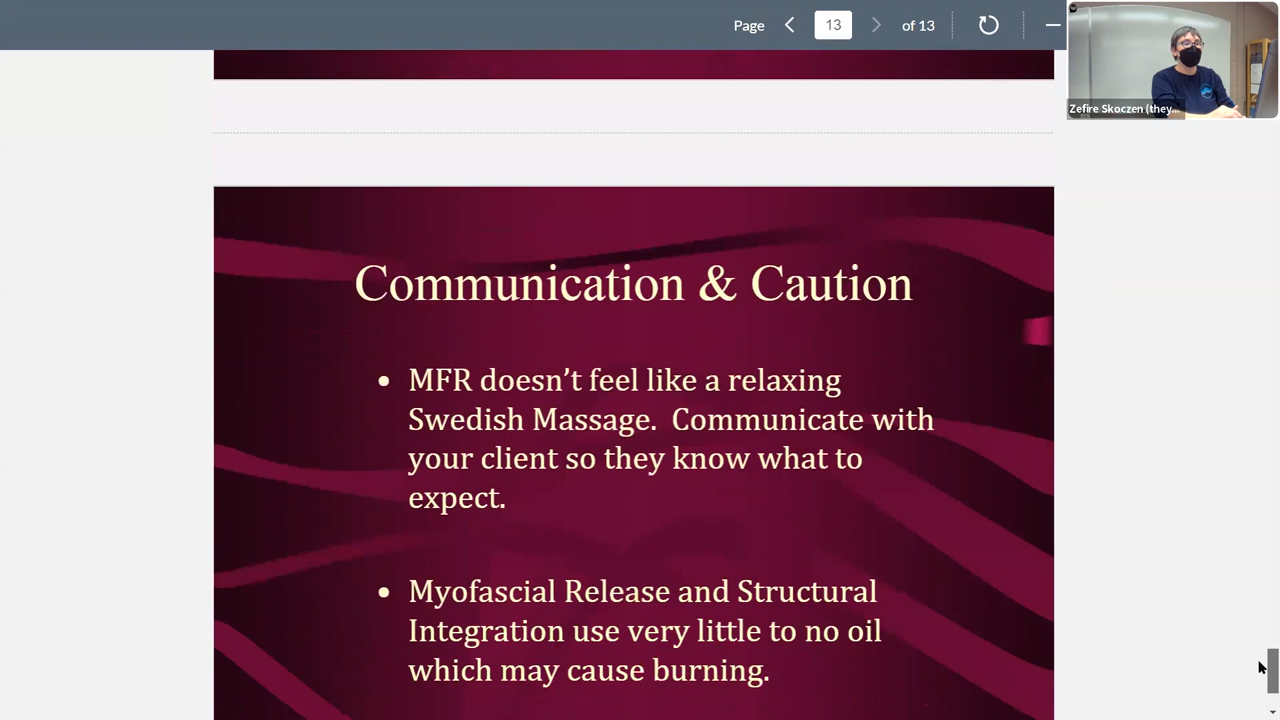 Page 13 of 13
Zefire Skoczen (they...
Communication & Caution
• MFR doesn’t feel like a relaxing
Swedish Massage.  Communicate with
your client so they know what to
expect.
• Myofascial Release and Structural
Integration use very little to no oil
which may cause burning.